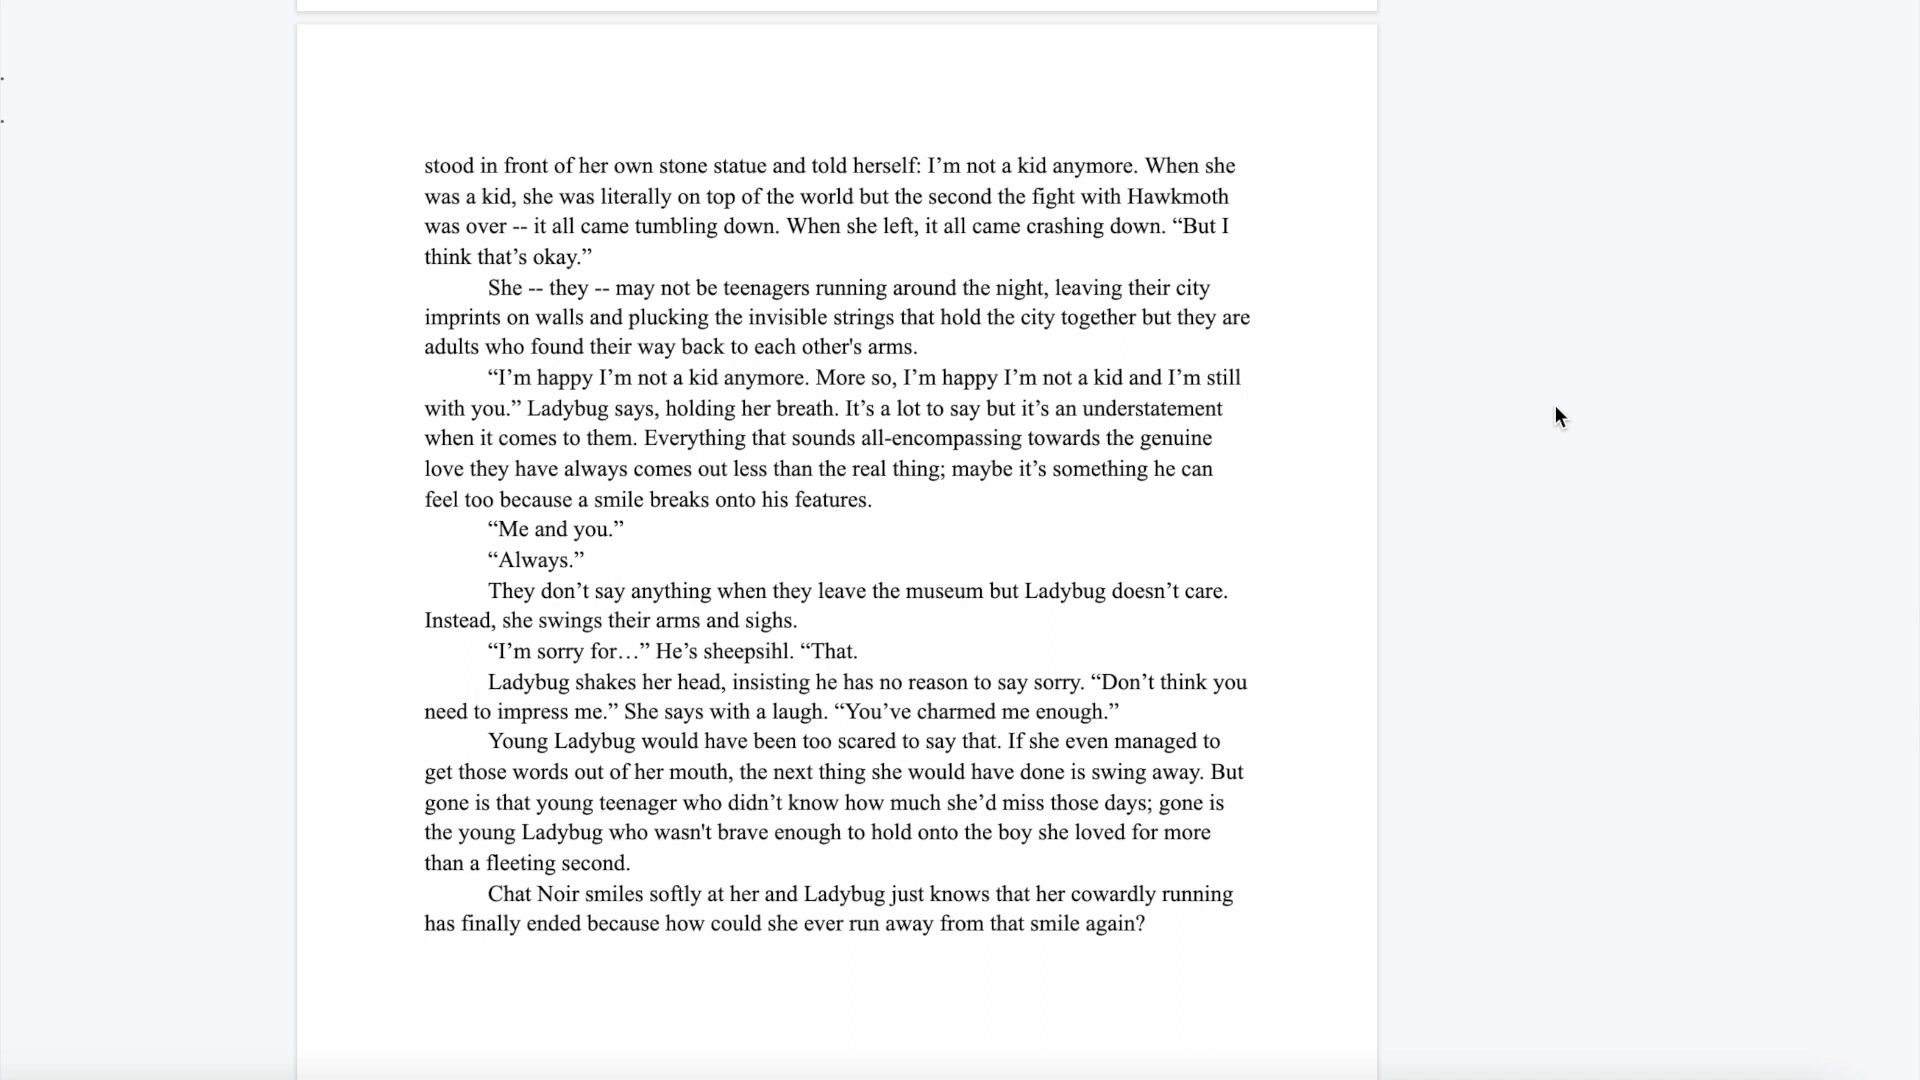 stood in front of her own stone statue and told herself: I’m not a kid anymore. When she
was a kid, she was literally on top of the world but the second the fight with Hawkmoth
was over -- it all came tumbling down. When she left, it all came crashing down. “But I
think that’s okay.”
She -- they -- may not be teenagers running around the night, leaving their city
imprints on walls and plucking the invisible strings that hold the city together but they are
adults who found their way back to each other's arms.
“I’m happy I’m not a kid anymore. More so, I’m happy I’m not a kid and I’m still
with you.” Ladybug says, holding her breath. It’s a lot to say but it’s an understatement
when it comes to them. Everything that sounds all-encompassing towards the genuine
love they have always comes out less than the real thing; maybe it’s something he can
feel too because a smile breaks onto his features.
“Me and you.”
“Always.”
They don’t say anything when they leave the museum but Ladybug doesn’t care.
Instead, she swings their arms and sighs.
“I’m sorry for…” He’s sheepsihl. “That.
Ladybug shakes her head, insisting he has no reason to say sorry. “Don’t think you
need to impress me.” She says with a laugh. “You’ve charmed me enough.”
Young Ladybug would have been too scared to say that. If she even managed to
get those words out of her mouth, the next thing she would have done is swing away. But
gone is that young teenager who didn’t know how much she’d miss those days; gone is
the young Ladybug who wasn't brave enough to hold onto the boy she loved for more
than a fleeting second.
Chat Noir smiles softly at her and Ladybug just knows that her cowardly running
has finally ended because how could she ever run away from that smile again?